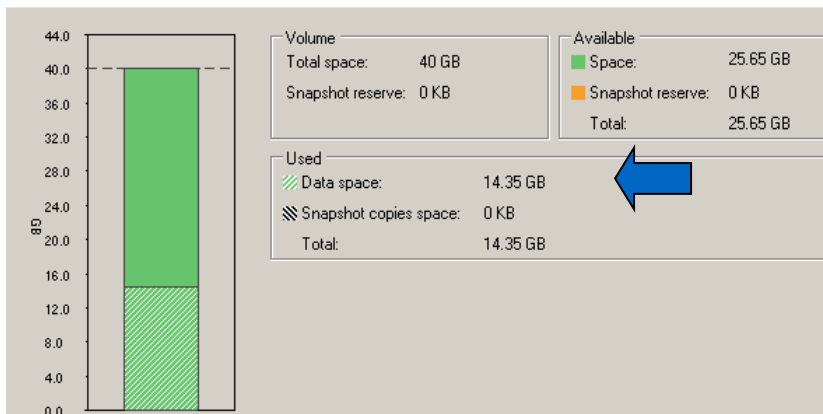 44.0
40.0
36.0
32.0
28.0
24.0
20.0
16.0
12.0
8.0
4.0
0.0
GB
Volume
Total space: 40 GB
Snapshot reserve: 0 KB
Available
Space: 25.65 GB
Snapshot reserve: 0 KB
Total: 25.65 GB
Used
Data space: 14.35 GB
Snapshot copies space: 0 KB
Total: 14.35 GB